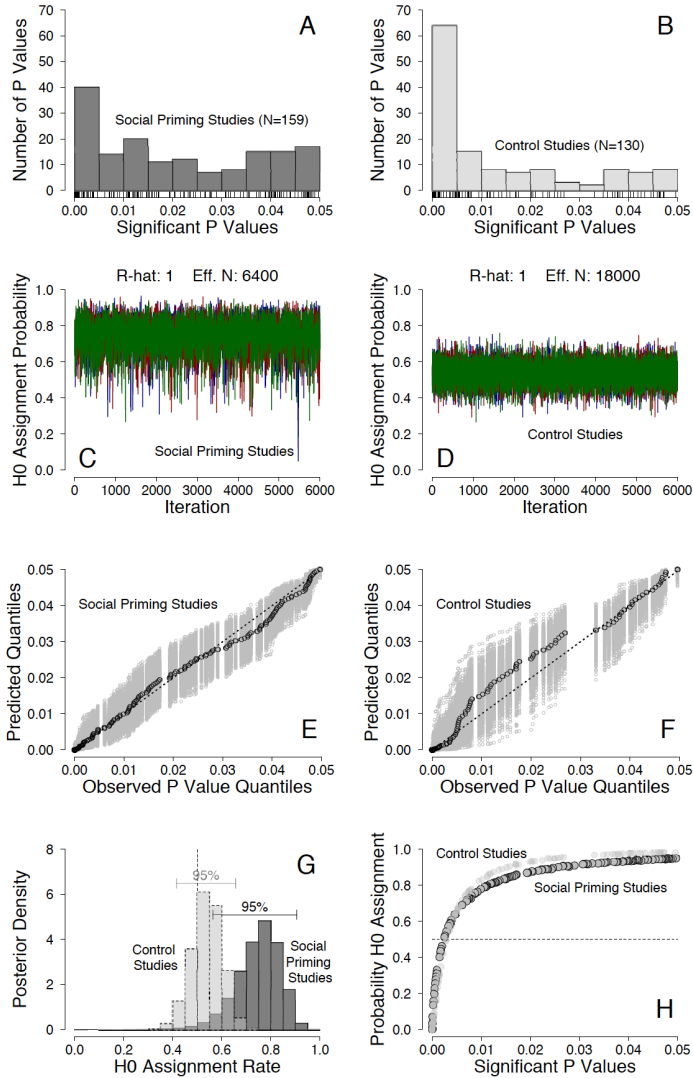 A
Number of P Values
70
60
50
40
30
20
10
0
Social Priming Studies (N=159)
0.00 0.01 0.02 0.03 0.04 0.05
Significant P Values
B
Number of P Values
70
60
50
40
30
20
10
0
Control Studies (N=130)
0.00 0.01 0.02 0.03 0.04 0.05
Significant P Values
R-hat: 1 Eff. N: 6400
H0 Assignment Probability
1.0
0.8
0.6
0.4
0.2
0.0
C
Social Priming Studies
0 1000 2000 3000 4000 5000 6000
Iteration
R-hat: 1 Eff. N: 18000
H0 Assignment Probability
1.0
0.8
0.6
0.4
0.2
0.0
D
Control Studies
0 1000 2000 3000 4000 5000 6000
Iteration
Predicted Quantiles
0.05
0.04
0.03
0.02
0.01
0.00
Social Priming Studies
E
0.00 0.01 0.02 0.03 0.04 0.05
Observed P Value Quantiles
Predicted Quantiles
0.05
0.04
0.03
0.02
0.01
0.00
Control Studies
F
0.00 0.01 0.02 0.03 0.04 0.05
Observed P Value Quantiles
G
Posterior Density
8
6
4
2
0
95%
95%
Control
Studies
Social
Priming
Studies
0.0 0.2 0.4 0.6 0.8 1.0
H0 Assignment Rate
Probability H0 Assignment
1.0
0.8
0.6
0.4
0.2
0.0
Control Studies
Social Priming Studies
H
0.00 0.01 0.02 0.03 0.04 0.05
Significant P Values